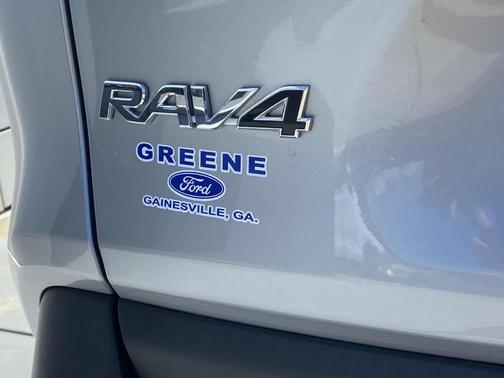 RAV4
GREENE
Ford
GAINESVILLE, GA.